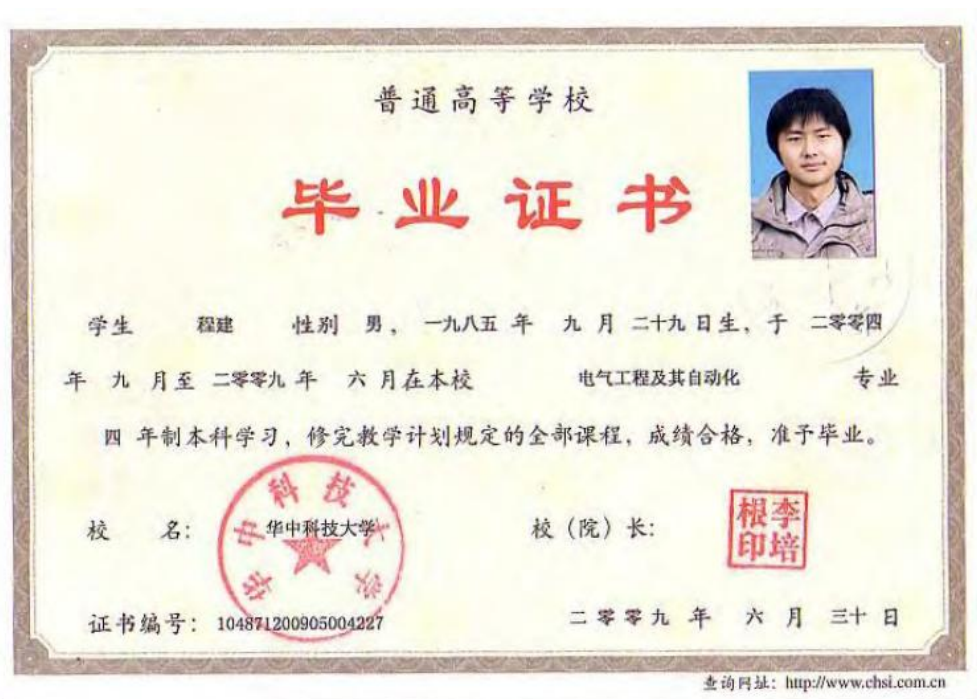 普通高等学校
毕业证书
学生 程建 性别 男，一九八五 年 九 月 二十九 日生，于 二零零四
年 九 月至 二零零九 年 六 月在本校 电气工程及其自动化 专业
四 年制本科学习，修完教学计划规定的全部课程，成绩合格，准予毕业。
校 名：华中科技大学
华中科技大学
校（院）长：
李培根印
证书编号：104871200905004227
二零零九 年 六 月 三十 日
查询网址：http://www.chsi.com.cn